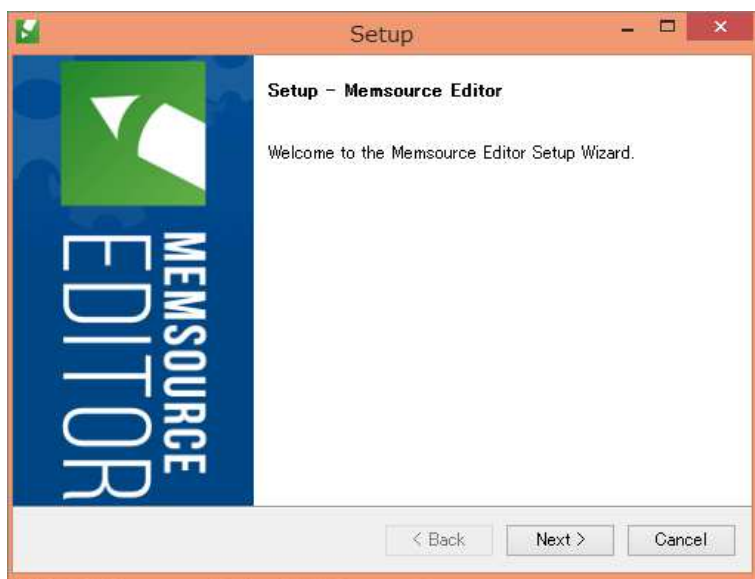 Setup
Setup - Memsource Editor
Welcome to the Memsource Editor Setup Wizard.
MEMSOURCE
EDITOR
< Back
Next >
Cancel